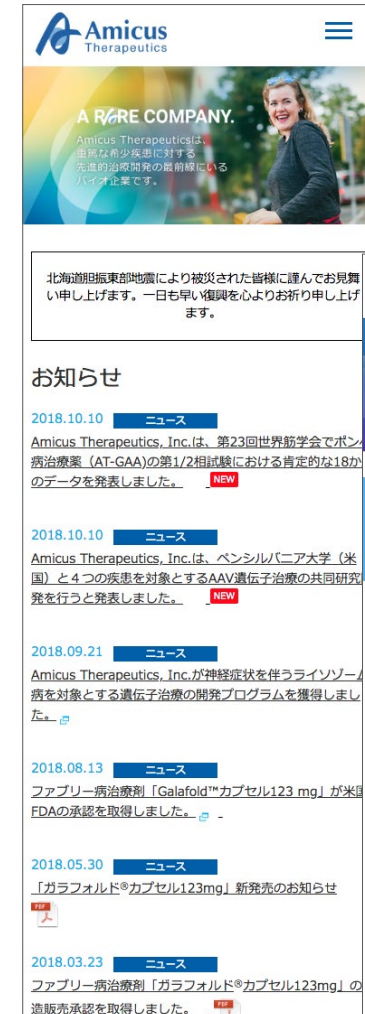 Amicus
Therapeutics
A RARE COMPANY.
Amicus Therapeuticsは、
重篤な希少疾患に対する
先進的治療開発の最前線にいる
バイオ企業です。
北海道胆振東部地震により被災された皆様に謹んでお見舞
い申し上げます。一日も早い復興を心よりお祈り申し上げ
ます。
お知らせ
2018.10.10 ニュース
Amicus Therapeutics, Inc.は、第23回世界筋学会でポン
病治療薬（AT-GAA)の第1/2相試験における肯定的な18か
のデータを発表しました。 NEW
2018.10.10 ニュース
Amicus Therapeutics, Inc.は、ペンシルバニア大学（米
国）と４つの疾患を対象とするAAV遺伝子治療の共同研究
発を行うと発表しました。 NEW
2018.09.21 ニュース
Amicus Therapeutics, Inc.が神経症状を伴うライソゾーム
病を対象とする遺伝子治療の開発プログラムを獲得しまし
た。
2018.08.13 ニュース
ファブリー病治療剤「Galafold™カプセル123 mg」が米国
FDAの承認を取得しました。
2018.05.30 ニュース
「ガラフォルド®カプセル123mg」新発売のお知らせ
PDF
2018.03.23 ニュース
ファブリー病治療剤「ガラフォルド®カプセル123mg」の
造販売承認を取得しました。 PDF